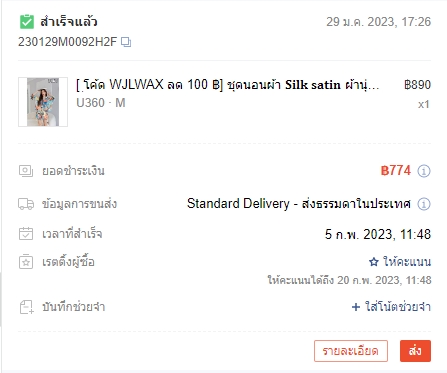 สำเร็จแล้ว 29 ม.ค. 2023, 17:26
230129M0092H2F
[ ฺโค้ด WJLWAX ลด 100 ฿] ชุดนอนผ้า Silk satin ผ้านุ่... ฿890
U360 · M x1
ยอดชำระเงิน ฿774
ข้อมูลการขนส่ง Standard Delivery - ส่งธรรมดาในประเทศ
เวลาที่สำเร็จ 5 ก.พ. 2023, 11:48
เรตติ้งผู้ซื้อ ให้คะแนน
ให้คะแนนได้ถึง 20 ก.พ. 2023, 11:48
บันทึกช่วยจำ + ใส่โน้ตช่วยจำ
รายละเอียด ส่ง